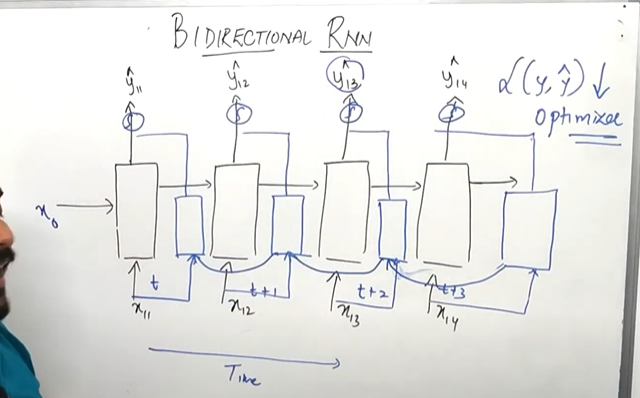 BIDIRECTIONAL RNN
ŷ₁₁ ŷ₁₂ ŷ₁₃ ŷ₁₄ L(y, ŷ) ↓
Optimizer
x₀
t t+1 t+2 t+3
x₁₁ x₁₂ x₁₃ x₁₄
Time